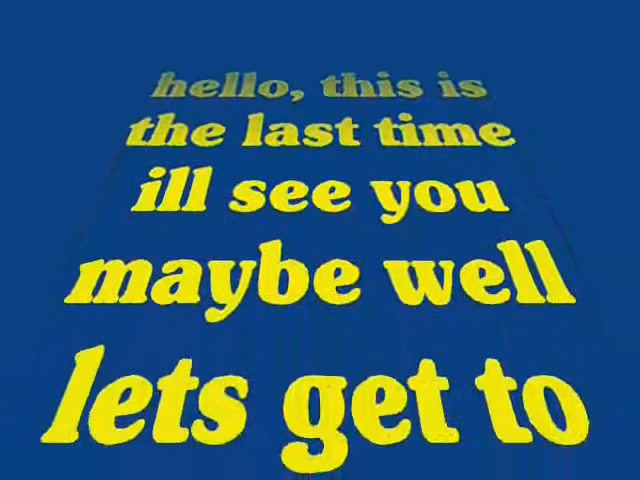 hello, this is
the last time
ill see you
maybe well
lets get to